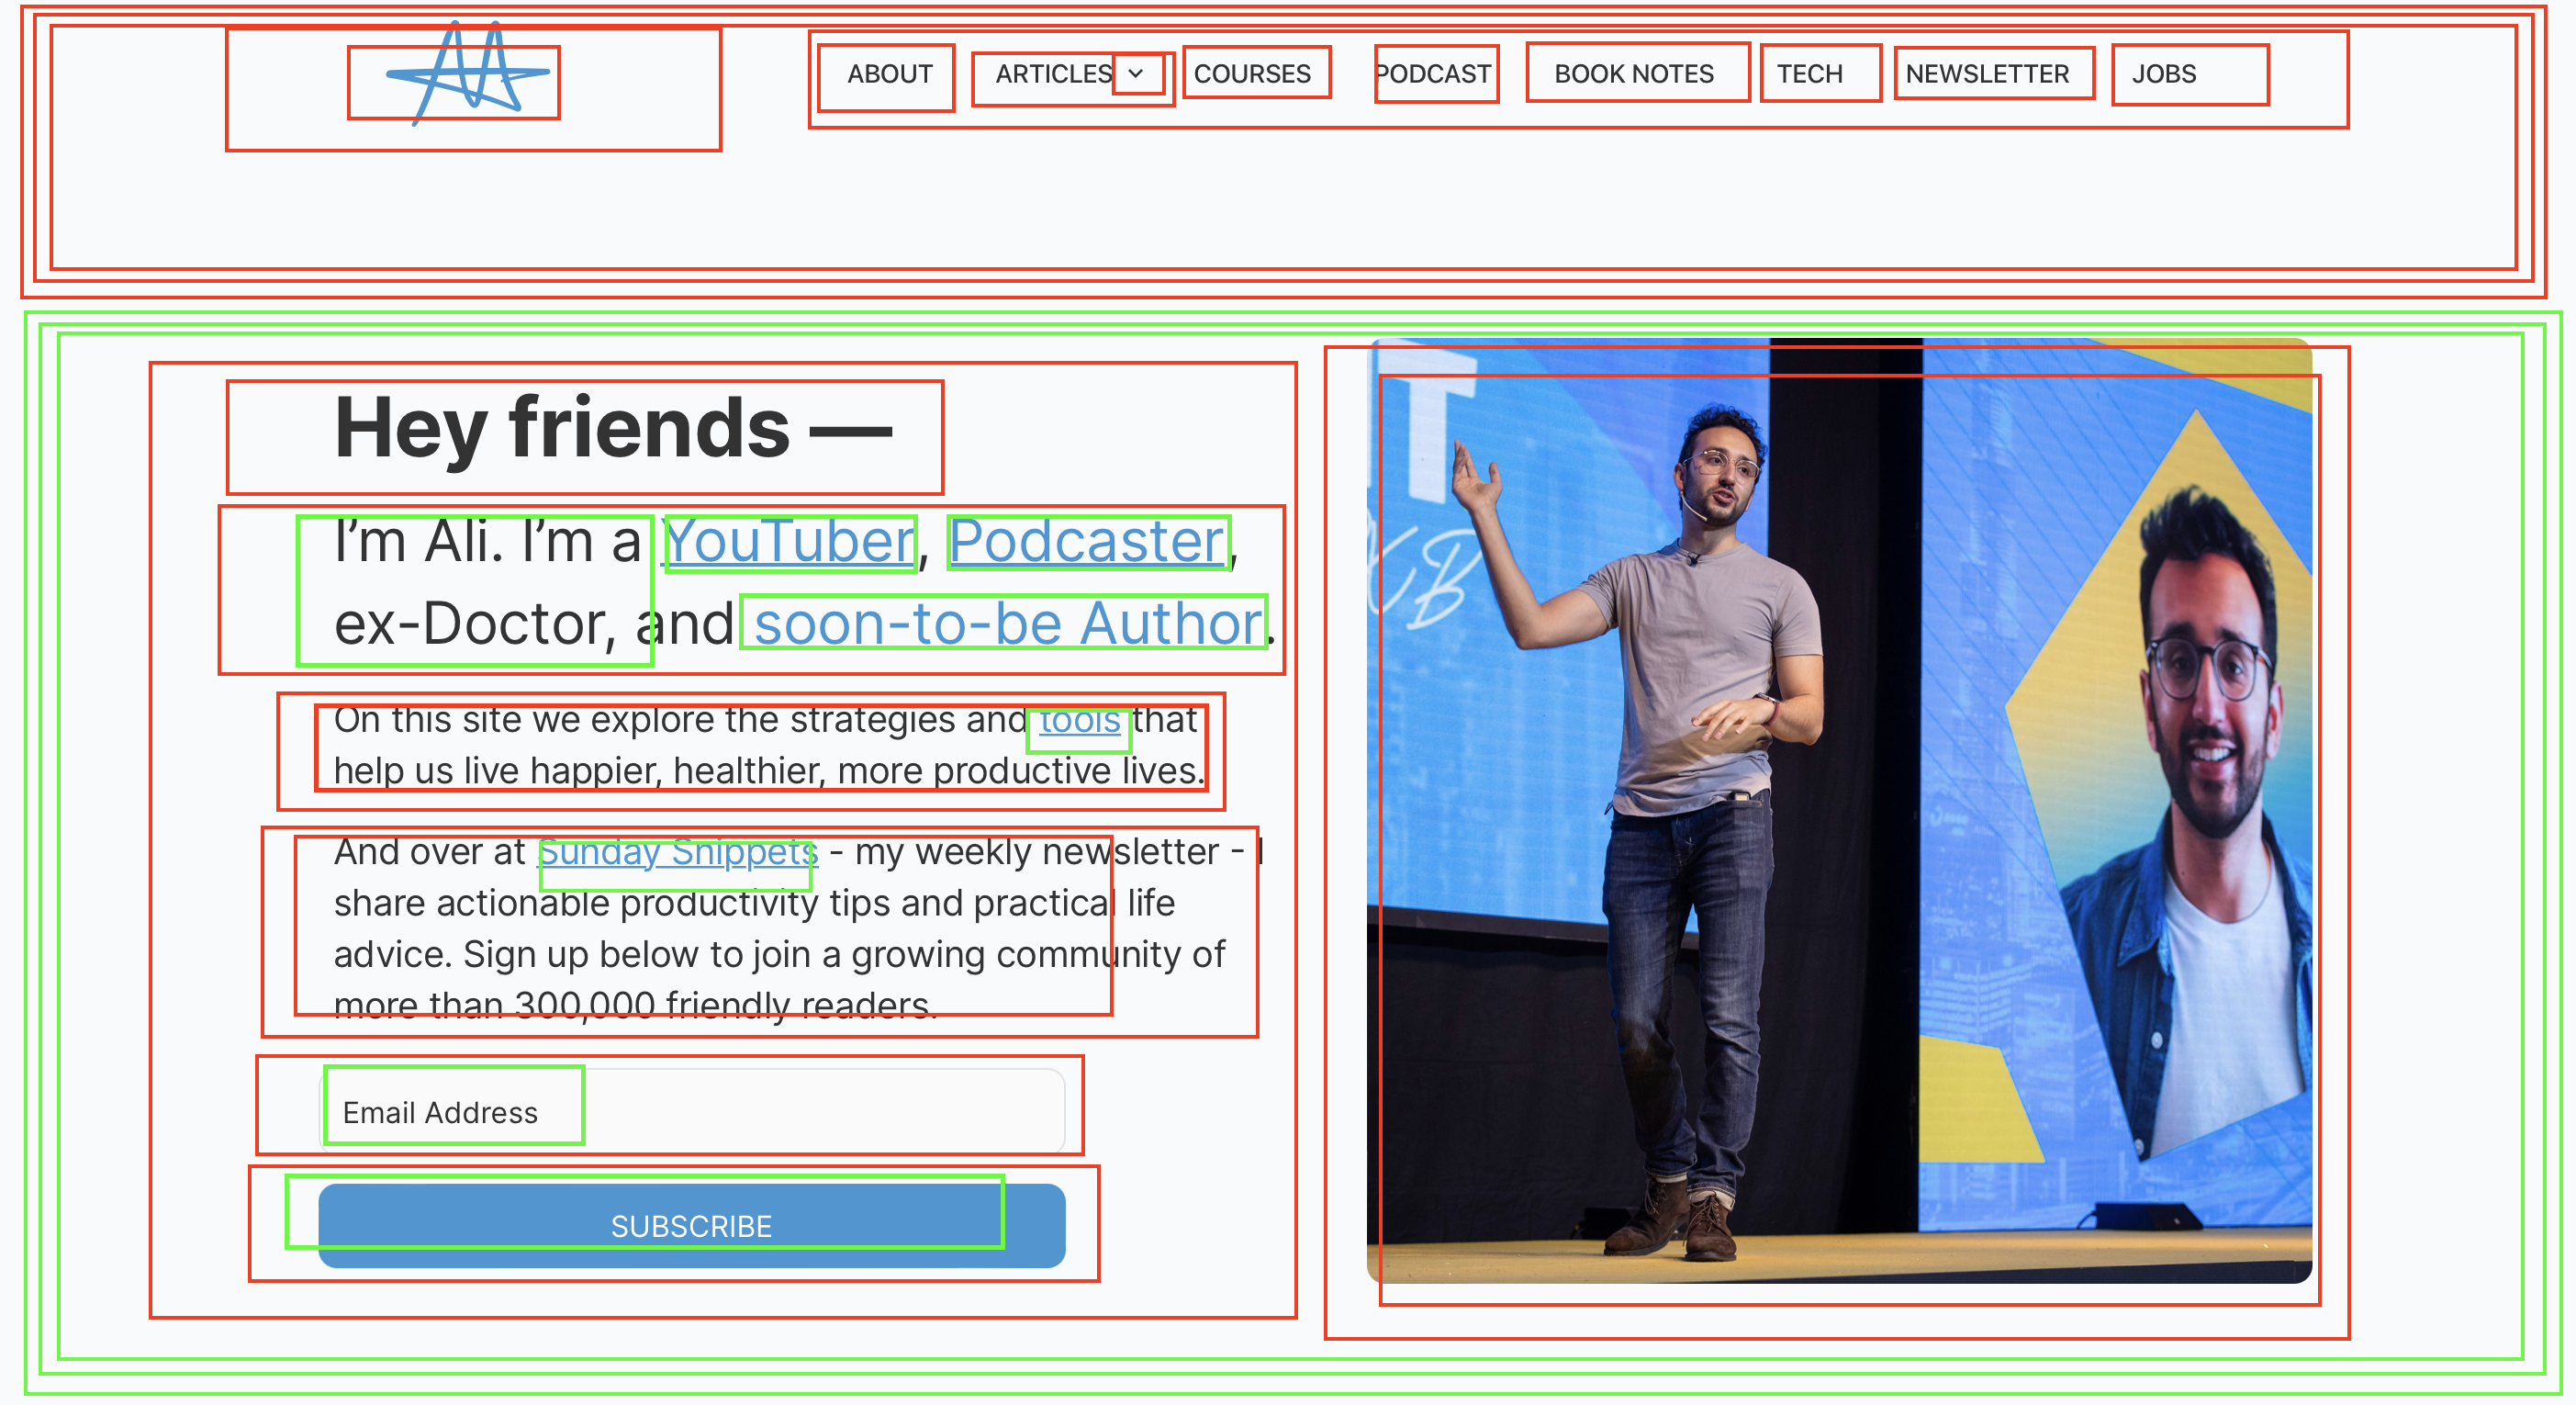 ABOUT ARTICLES COURSES PODCAST BOOK NOTES TECH NEWSLETTER JOBS
Hey friends —
I’m Ali. I’m a YouTuber, Podcaster,
ex-Doctor, and soon-to-be Author.
On this site we explore the strategies and tools that
help us live happier, healthier, more productive lives.
And over at Sunday Snippets - my weekly newsletter - I
share actionable productivity tips and practical life
advice. Sign up below to join a growing community of
more than 300,000 friendly readers.
Email Address
SUBSCRIBE